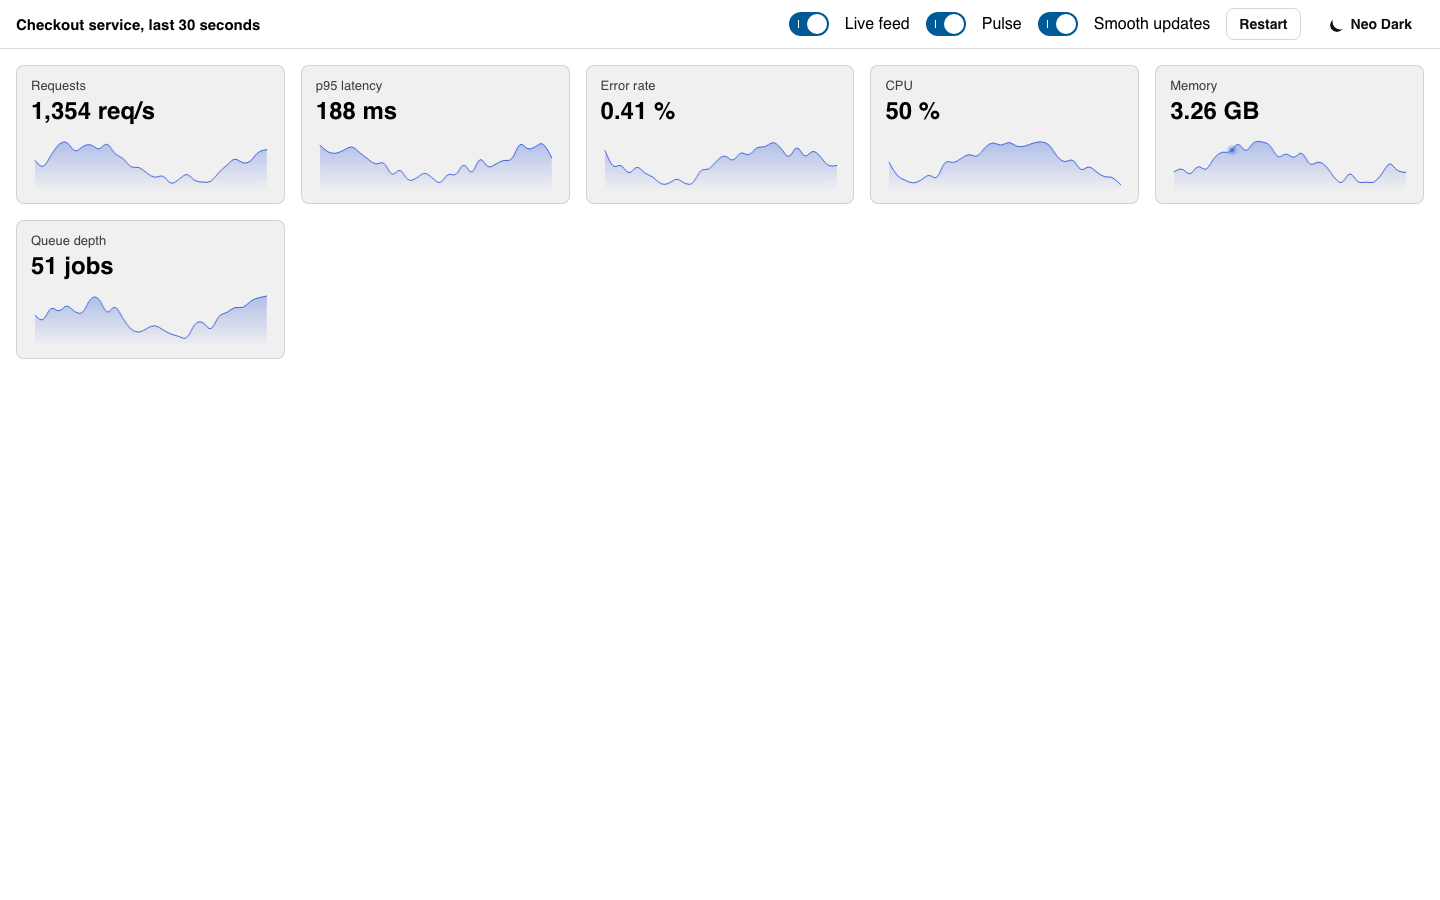 Checkout service, last 30 seconds
Live feed
Pulse
Smooth updates
Restart
Neo Dark
Requests
1,354 req/s
p95 latency
188 ms
Error rate
0.41 %
CPU
50 %
Memory
3.26 GB
Queue depth
51 jobs